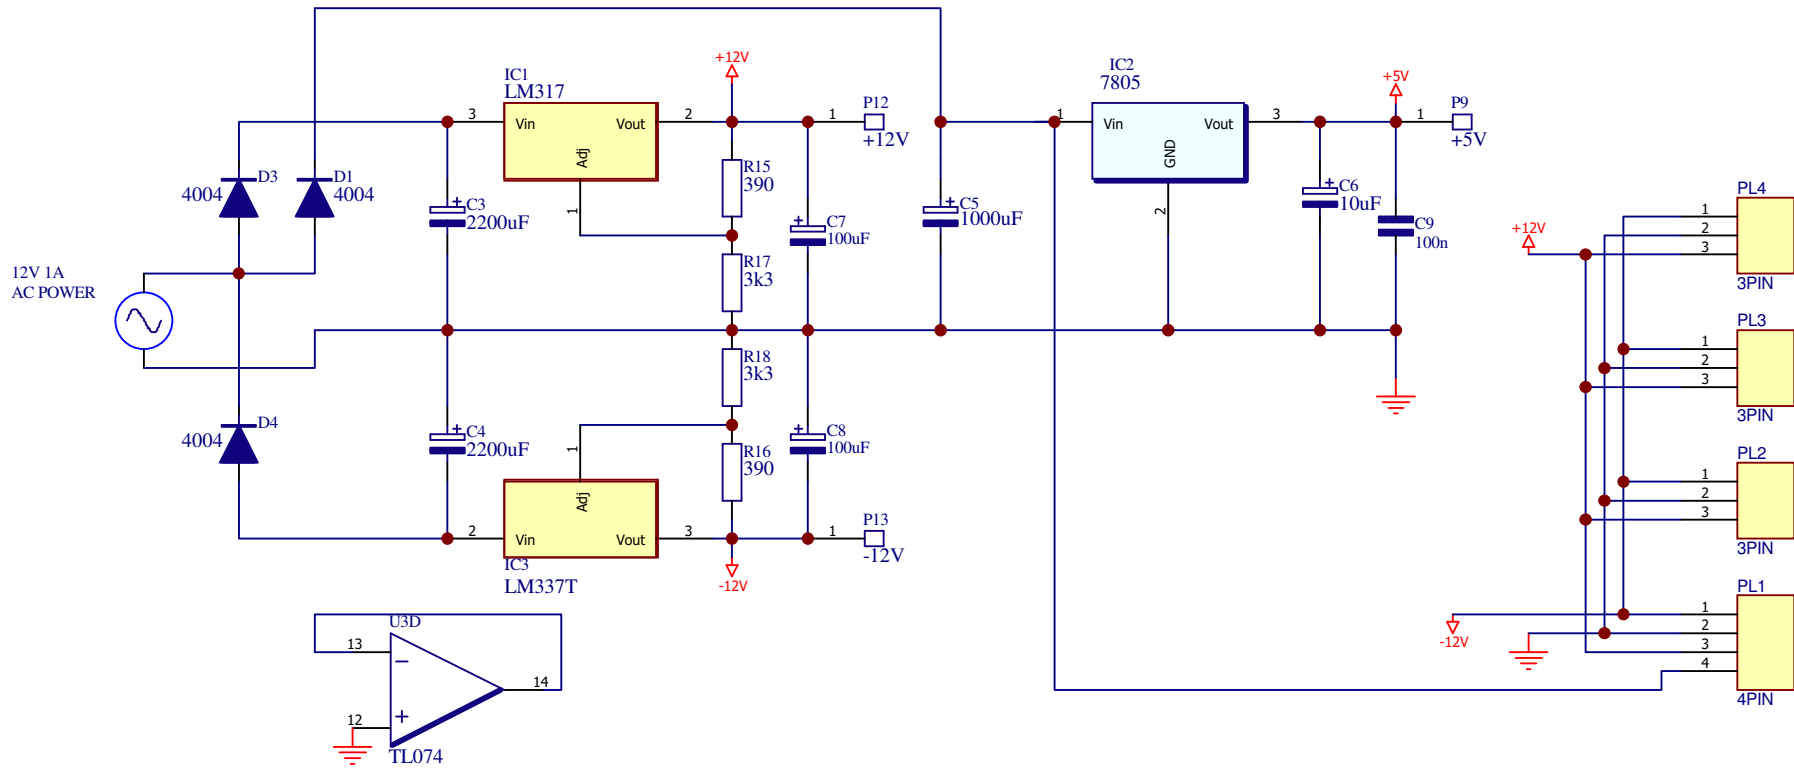 12V 1A
AC POWER
D3
4004
D1
4004
D4
4004
C3
2200uF
C4
2200uF
IC1
LM317
3
Vin
Vout
2
Adj
1
+12V
P12
1
+12V
R15
390
R17
3k3
C7
100uF
R18
3k3
R16
390
C8
100uF
1
Adj
2
Vin
Vout
3
IC3
LM337T
-12V
P13
1
-12V
C5
1000uF
IC2
7805
1
Vin
Vout
3
GND
2
+5V
P9
1
+5V
C6
10uF
C9
100n
+12V
PL4
1
2
3
3PIN
PL3
1
2
3
3PIN
PL2
1
2
3
3PIN
PL1
1
2
3
4
4PIN
-12V
U3D
13
12
14
TL074